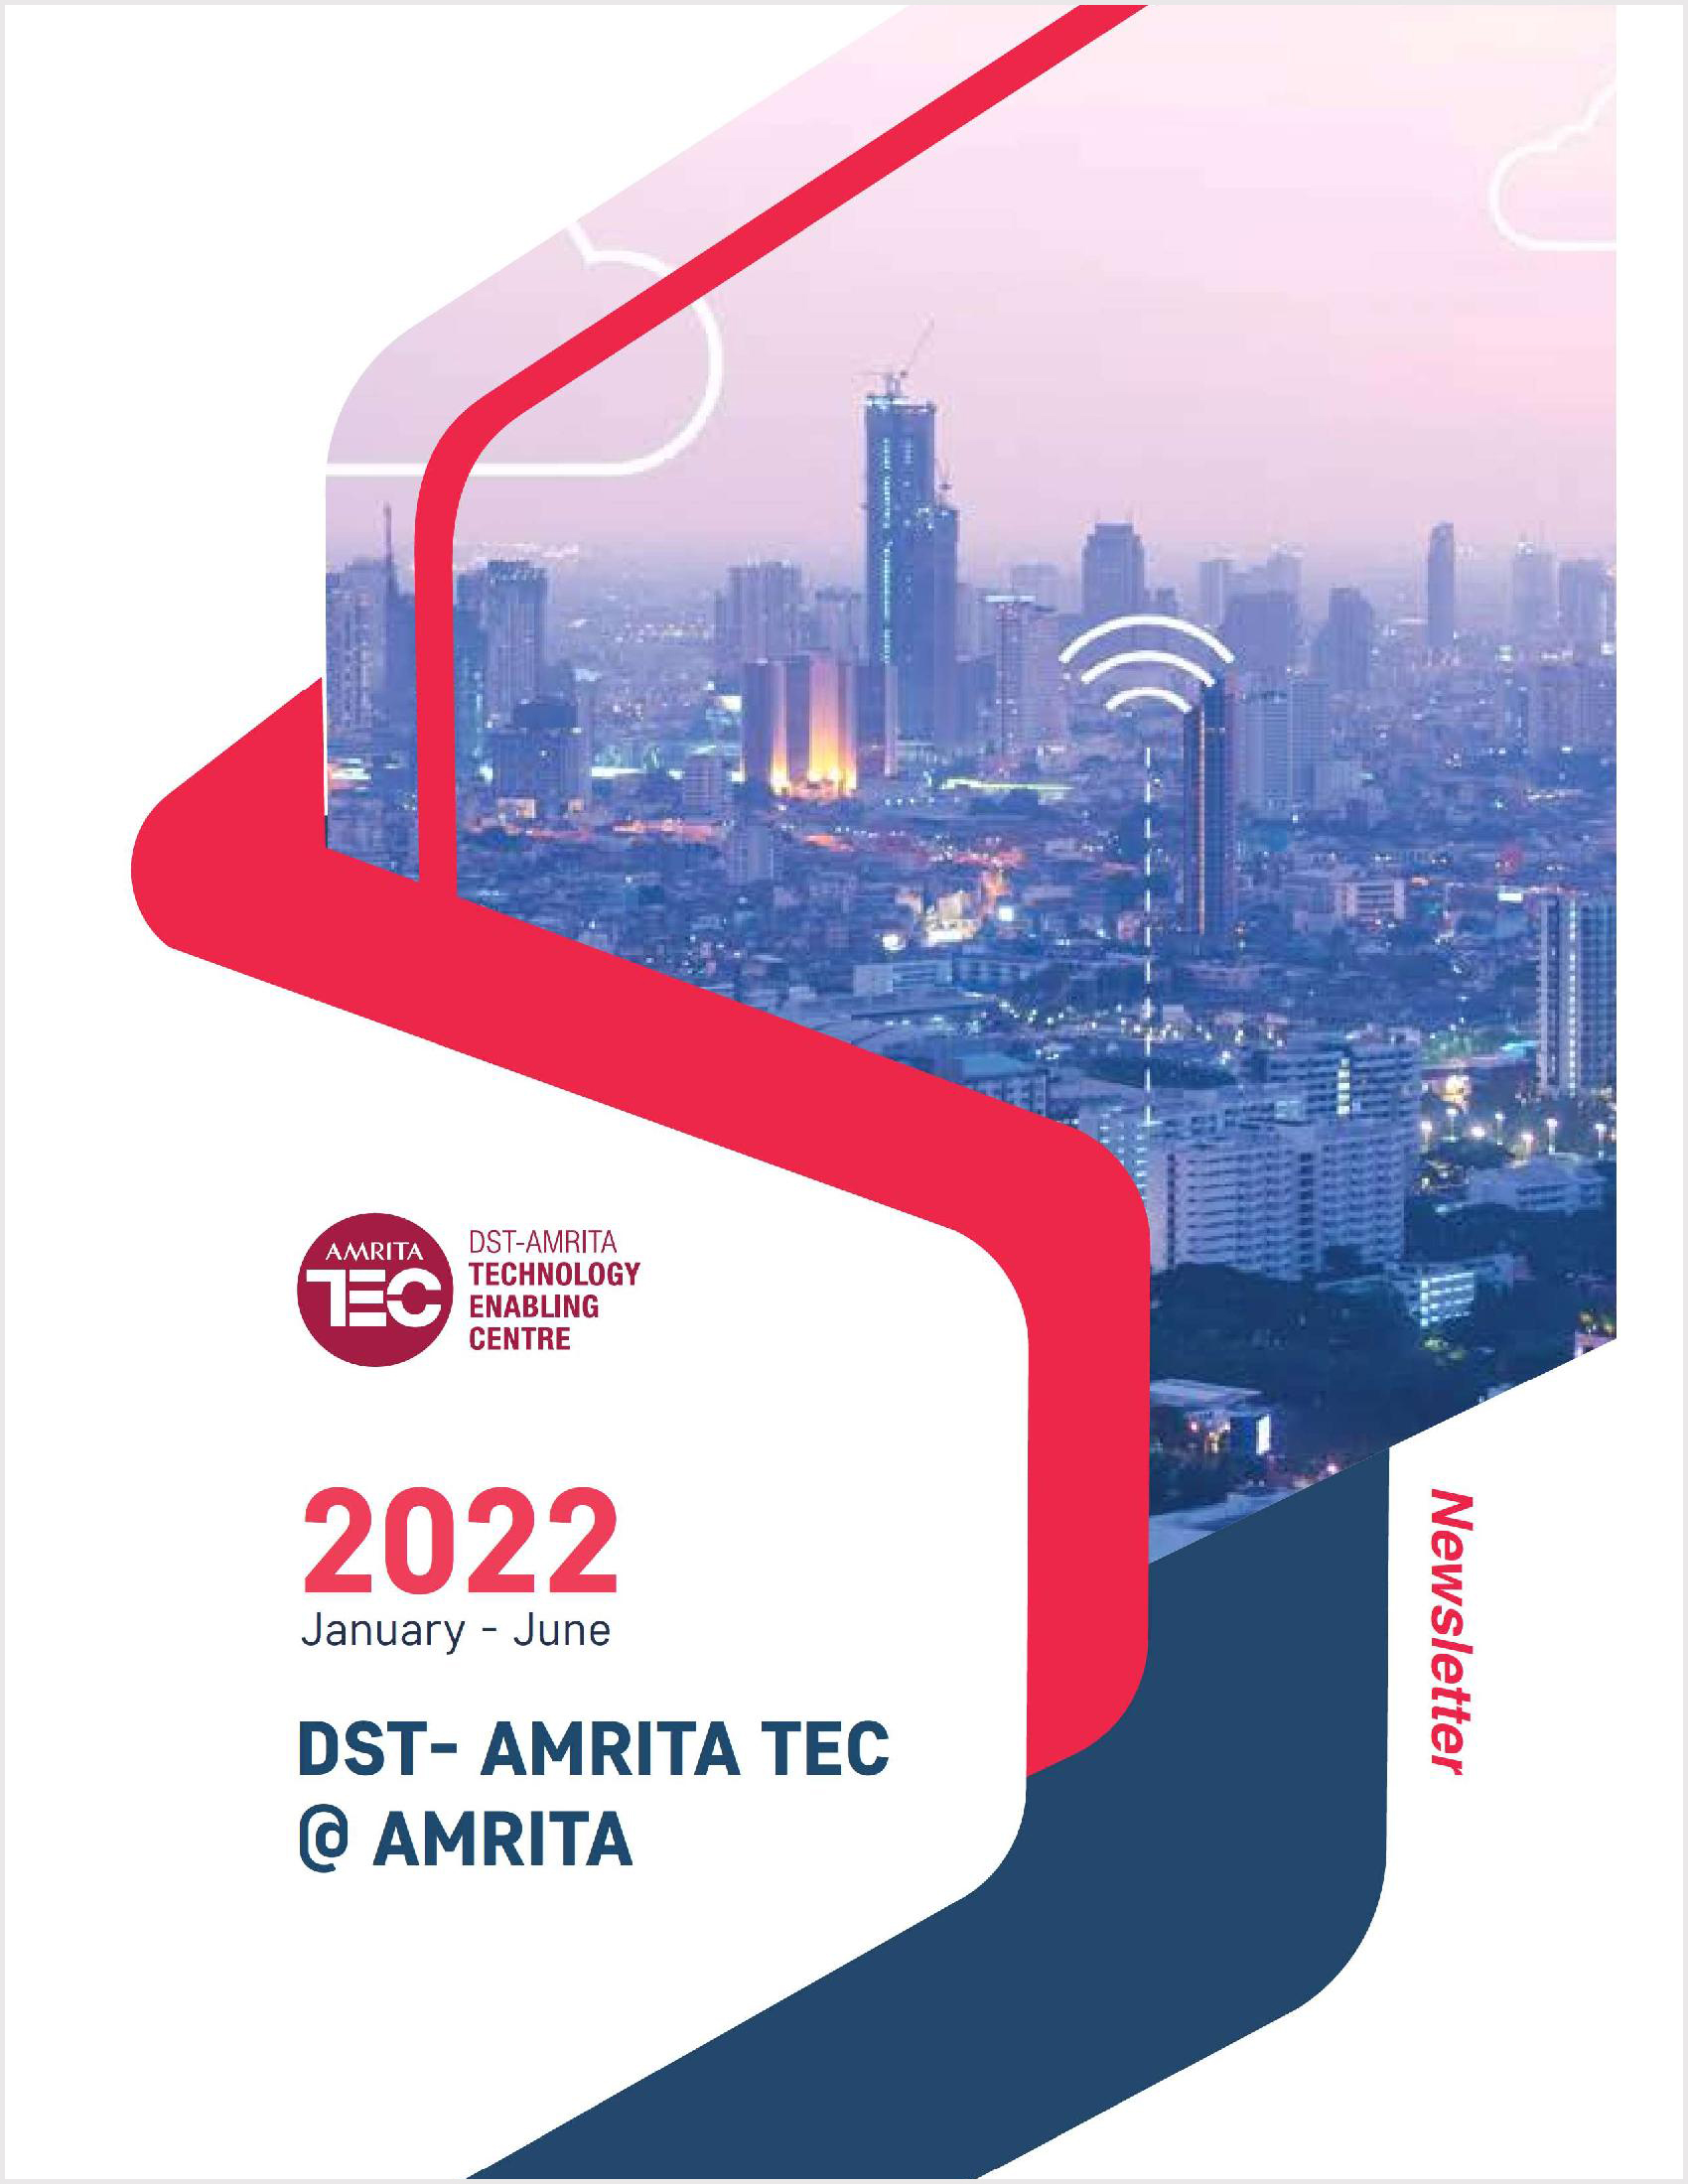 AMRITA
TEC
DST-AMRITA
TECHNOLOGY
ENABLING
CENTRE
2022
January - June
DST- AMRITA TEC
@ AMRITA
Newsletter